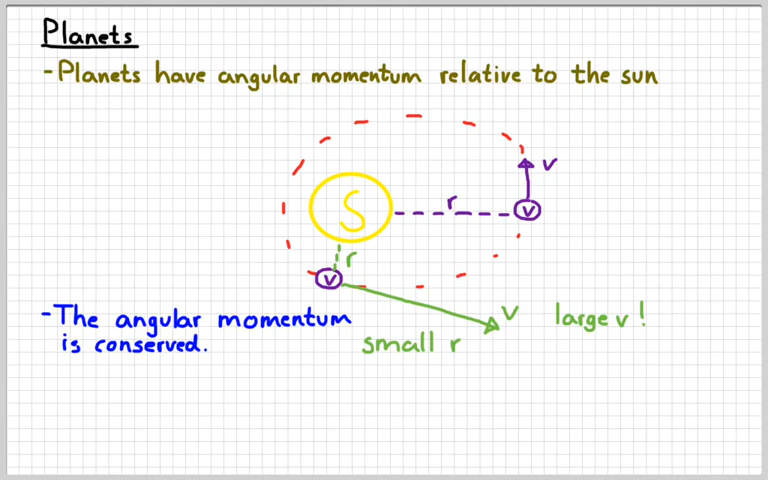 Planets
-Planets have angular momentum relative to the sun
v
S
r
v
r
v
-The angular momentum
is conserved.
v
large v!
small r